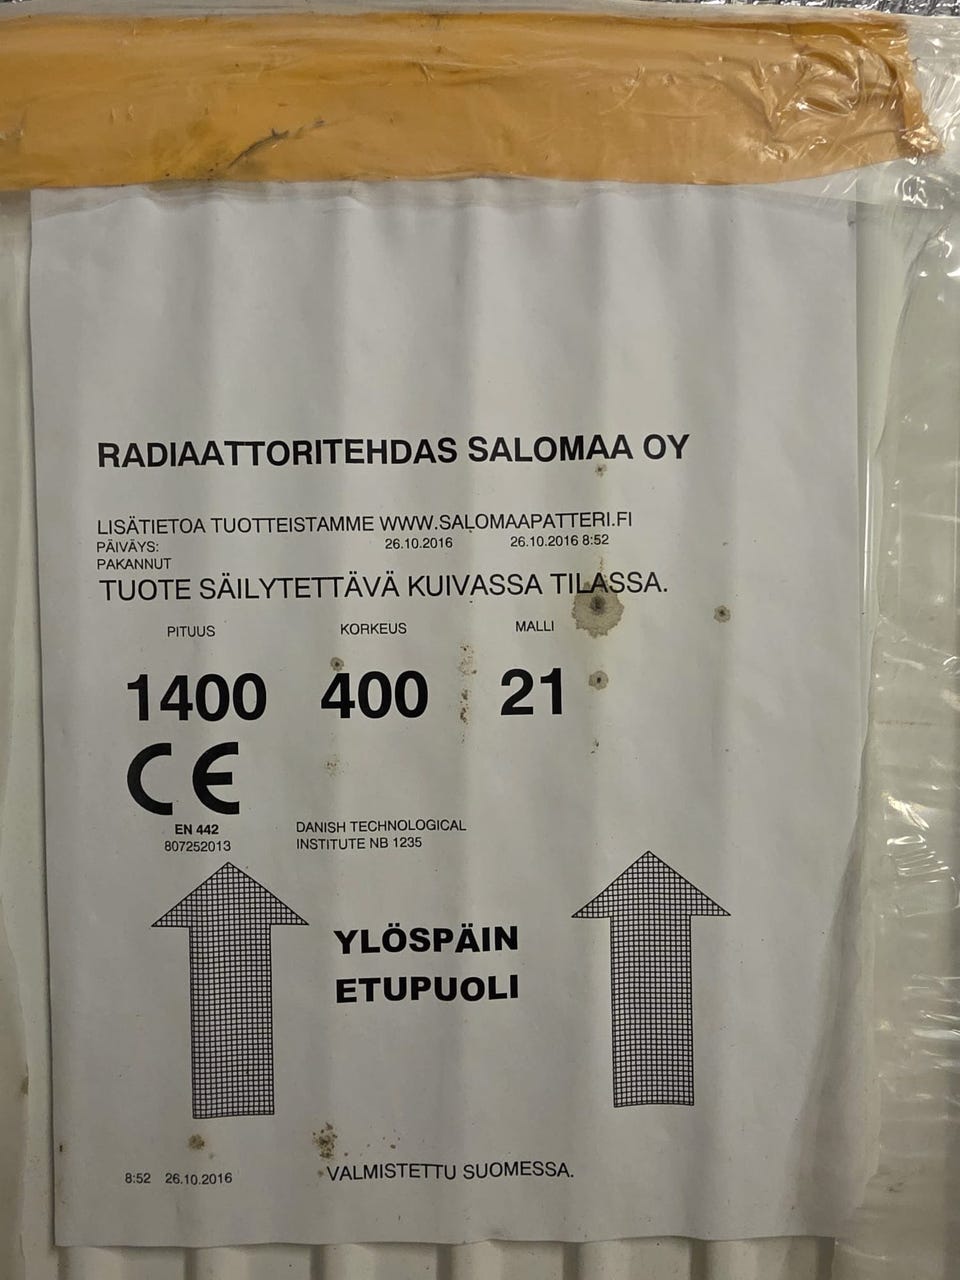 RADIAATTORITEHDAS SALOMAA OY
LISÄTIETOA TUOTTEISTAMME WWW.SALOMAAPATTERI.FI
PÄIVÄYS: 26.10.2016 26.10.2016 8:52
PAKANNUT
TUOTE SÄILYTETTÄVÄ KUIVASSA TILASSA.
PITUUS KORKEUS MALLI
1400 400 21
CE
EN 442
807252013
DANISH TECHNOLOGICAL
INSTITUTE NB 1235
YLÖSPÄIN
ETUPUOLI
8:52 26.10.2016 VALMISTETTU SUOMESSA.